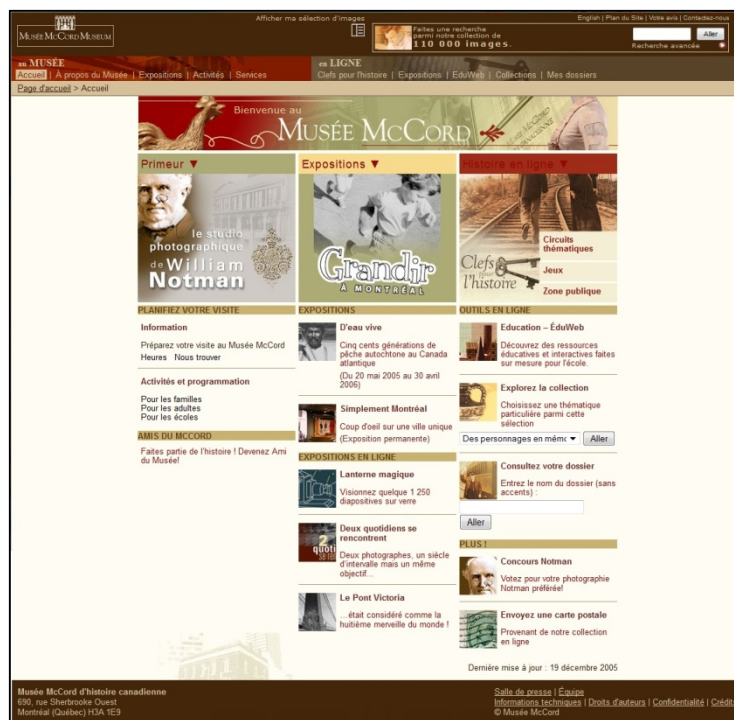 Musée McCord Museum
Afficher ma sélection d'images
Faites une recherche
parmi notre collection de
110 000 images.
English | Plan du Site | Votre avis | Contactez-nous
Aller
Recherche avancée
au MUSÉE
Accueil | À propos du Musée | Expositions | Activités | Services
en LIGNE
Clefs pour l'histoire | Expositions | EduWeb | Collections | Mes dossiers
Page d'accueil > Accueil
Bienvenue au
Musée McCord
Primeur ▼
le studio
photographique
de William
Notman
PLANIFIEZ VOTRE VISITE
Information
Préparez votre visite au Musée McCord
Heures Nous trouver
Activités et programmation
Pour les familles
Pour les adultes
Pour les écoles
AMIS DU MCCORD
Faites partie de l'histoire ! Devenez Ami
du Musée!
Expositions ▼
Grandir
À MONTRÉAL
EXPOSITIONS
D'eau vive
Cinq cents générations de
pêche autochtone au Canada
atlantique
(Du 20 mai 2005 au 30 avril
2006)
Simplement Montréal
Coup d'oeil sur une ville unique
(Exposition permanente)
EXPOSITIONS EN LIGNE
Lanterne magique
Visionnez quelque 1 250
diapositives sur verre
2
quoti
Deux quotidiens se
rencontrent
Deux photographes, un siècle
d'intervalle mais un même
objectif...
Le Pont Victoria
...était considéré comme la
huitième merveille du monde !
Histoire en ligne ▼
Clefs pour
l'histoire
Circuits
thématiques
Jeux
Zone publique
OUTILS EN LIGNE
Education – ÉduWeb
Découvrez des ressources
éducatives et interactives faites
sur mesure pour l'école.
Explorez la collection
Choisissez une thématique
particulière parmi cette
sélection
Des personnages en mémo ▼ Aller
Consultez votre dossier
Entrez le nom du dossier (sans
accents) :
Aller
PLUS !
Concours Notman
Votez pour votre photographie
Notman préférée!
Envoyez une carte postale
Provenant de notre collection
en ligne
Dernière mise à jour : 19 décembre 2005
Musée McCord d'histoire canadienne
690, rue Sherbrooke Ouest
Montréal (Québec) H3A 1E9
Salle de presse | Équipe
Informations techniques | Droits d'auteurs | Confidentialité | Crédits
© Musée McCord